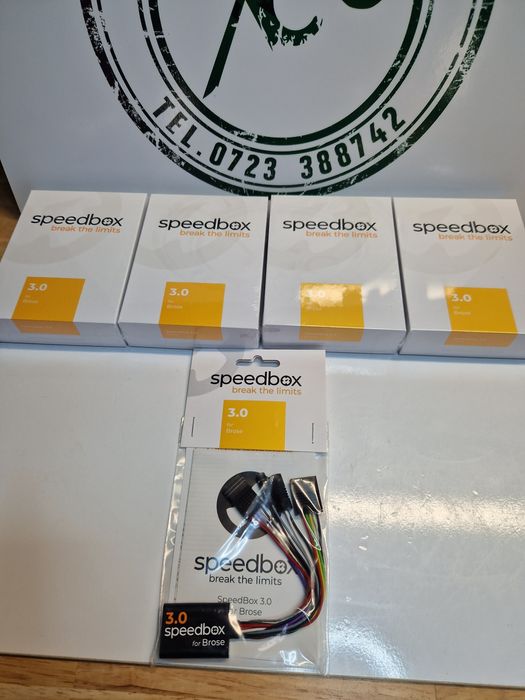 TEL. 0723 388742
speedbox
break the limits
3.0
for
Brose
speedbox
break the limits
3.0
for
Brose
speedbox
break the limits
3.0
speedbox
break the limits
3.0
for
Brose
speedbox
break the limits
3.0
for
Brose
speedbox
break the limits
SpeedBox 3.0
for Brose
3.0
speedbox
for Brose